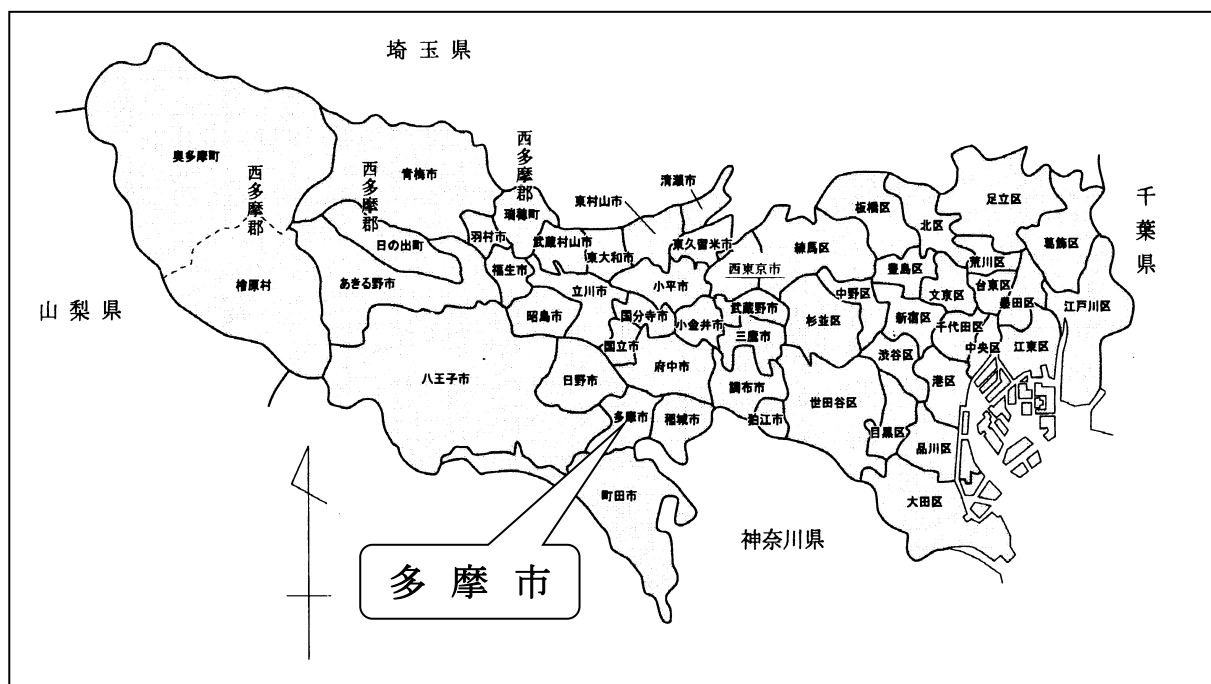 埼玉県
千葉県
山梨県
神奈川県
奥多摩町
西多摩郡
檜原村
青梅市
西多摩郡
日の出町
あきる野市
西多摩郡
瑞穂町
羽村市
福生市
武蔵村山市
東大和市
東村山市
清瀬市
東久留米市
西東京市
小平市
立川市
昭島市
国分寺市
国立市
小金井市
武蔵野市
三鷹市
八王子市
日野市
府中市
調布市
狛江市
多摩市
稲城市
町田市
板橋区
北区
足立区
葛飾区
練馬区
豊島区
荒川区
台東区
墨田区
江戸川区
中野区
杉並区
新宿区
文京区
千代田区
中央区
江東区
渋谷区
港区
世田谷区
目黒区
品川区
大田区
多摩市